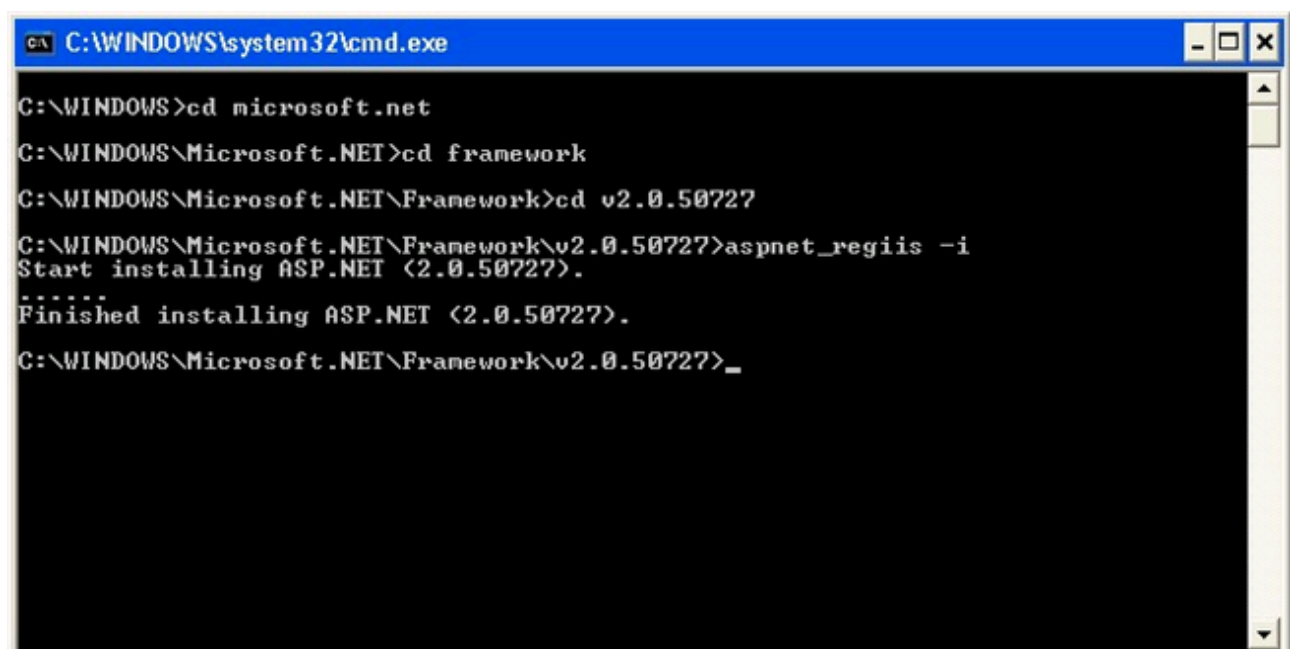 C:\WINDOWS\system32\cmd.exe
C:\WINDOWS>cd microsoft.net
C:\WINDOWS\Microsoft.NET>cd framework
C:\WINDOWS\Microsoft.NET\Framework>cd v2.0.50727
C:\WINDOWS\Microsoft.NET\Framework\v2.0.50727>aspnet_regiis -i
Start installing ASP.NET (2.0.50727).
......
Finished installing ASP.NET (2.0.50727).
C:\WINDOWS\Microsoft.NET\Framework\v2.0.50727>_